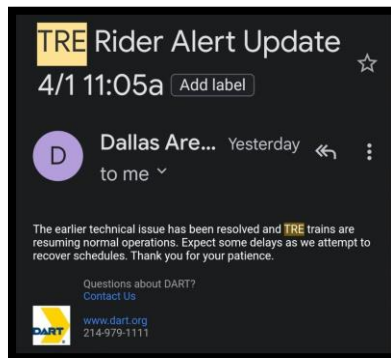 TRE Rider Alert Update
4/1 11:05a Add label
D
Dallas Are... Yesterday
to me
The earlier technical issue has been resolved and TRE trains are
resuming normal operations. Expect some delays as we attempt to
recover schedules. Thank you for your patience.
Questions about DART?
Contact Us
DART
www.dart.org
214-979-1111